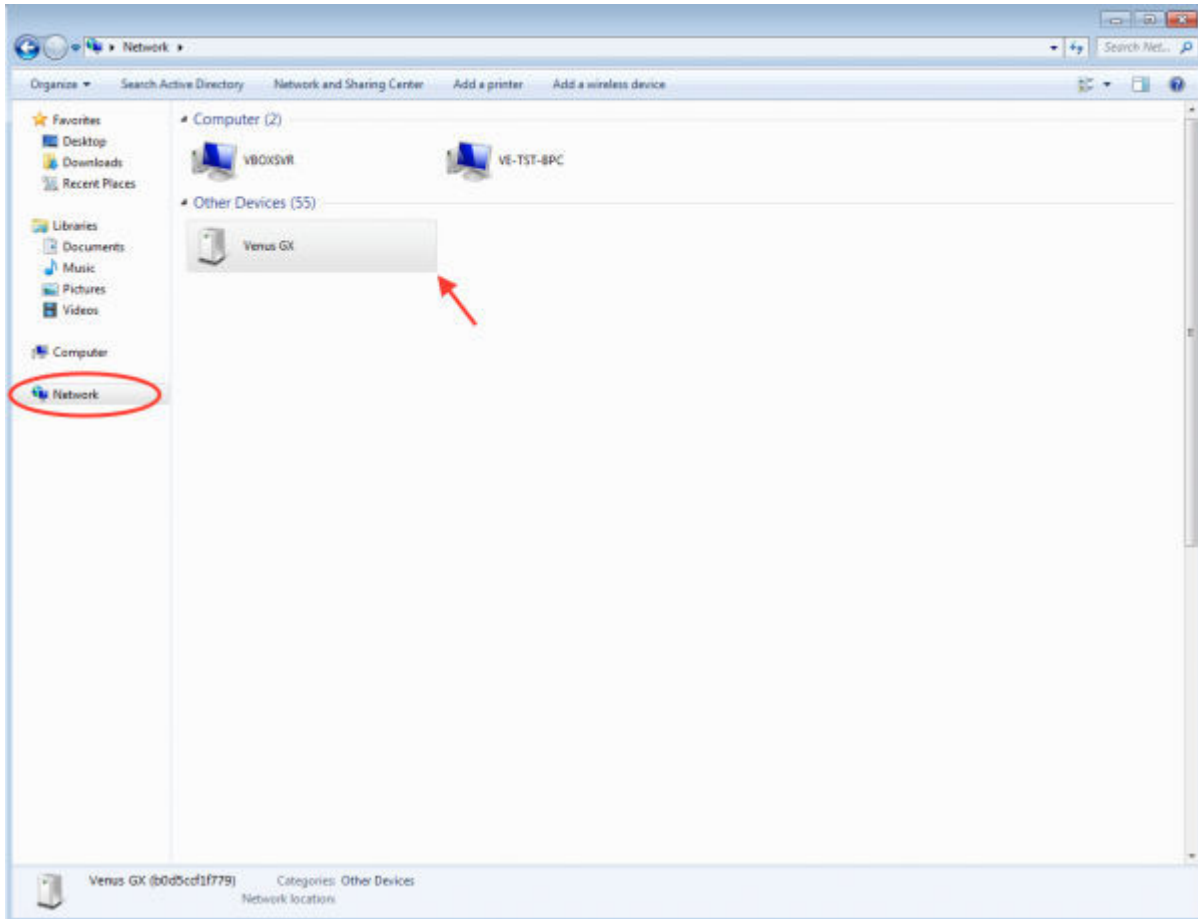 Network
Search Net...
Organize
Search Active Directory
Network and Sharing Center
Add a printer
Add a wireless device
Favorites
Desktop
Downloads
Recent Places
Libraries
Documents
Music
Pictures
Videos
Computer
Network
Computer (2)
VBOXSVR
VE-TST-BPC
Other Devices (55)
Venus GX
Venus GX (b0d5ccf1f779)
Categories: Other Devices
Network location: